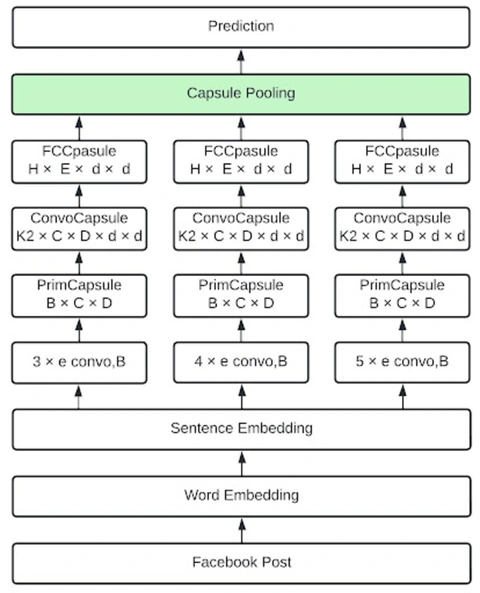 Prediction
Capsule Pooling
FCCpasule
H × E × d × d
FCCpasule
H × E × d × d
FCCpasule
H × E × d × d
ConvoCapsule
K2 × C × D × d × d
ConvoCapsule
K2 × C × D × d × d
ConvoCapsule
K2 × C × D × d × d
PrimCapsule
B × C × D
PrimCapsule
B × C × D
PrimCapsule
B × C × D
3 × e convo,B
4 × e convo,B
5 × e convo,B
Sentence Embedding
Word Embedding
Facebook Post